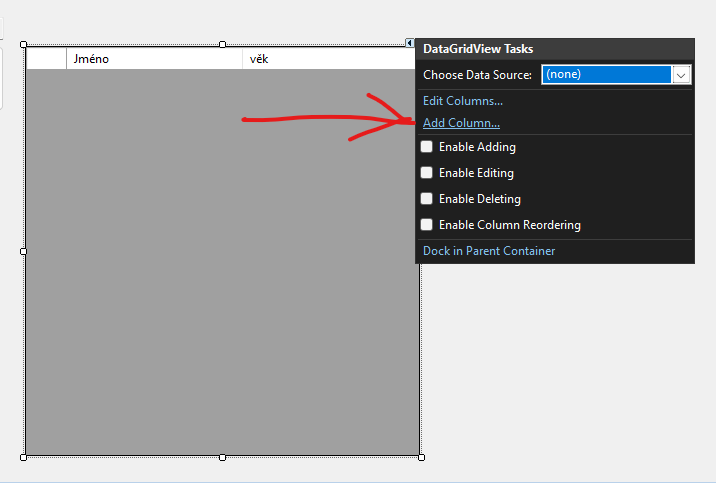 Jméno věk
DataGridView Tasks
Choose Data Source: (none)
Edit Columns...
Add Column...
Enable Adding
Enable Editing
Enable Deleting
Enable Column Reordering
Dock in Parent Container